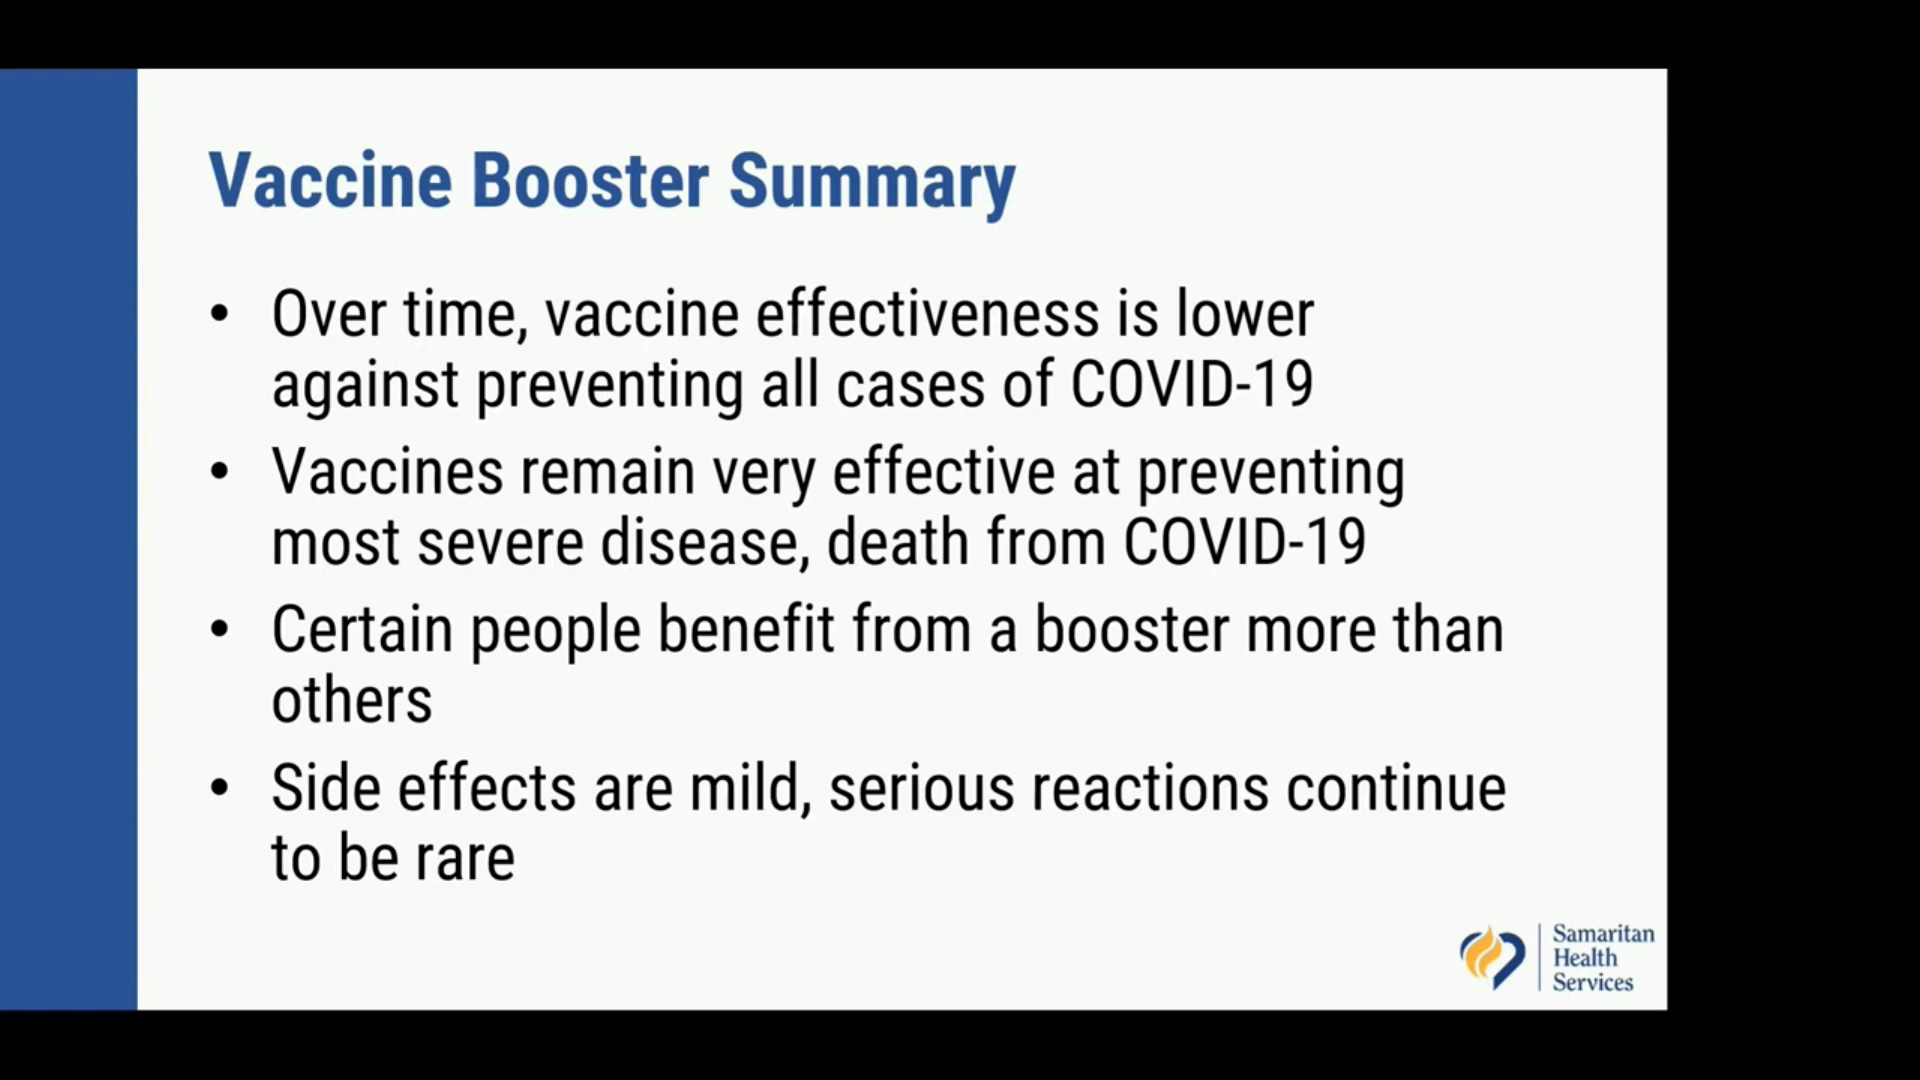 Vaccine Booster Summary
• Over time, vaccine effectiveness is lower
against preventing all cases of COVID-19
• Vaccines remain very effective at preventing
most severe disease, death from COVID-19
• Certain people benefit from a booster more than
others
• Side effects are mild, serious reactions continue
to be rare
Samaritan
Health
Services